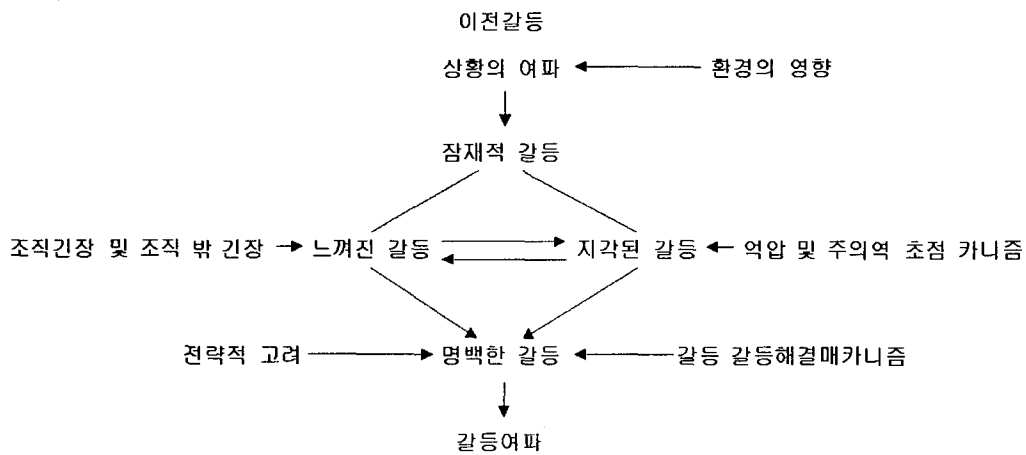 이전갈등
상황의 여파
환경의 영향
잠재적 갈등
조직긴장 및 조직 밖 긴장
느껴진 갈등
지각된 갈등
억압 및 주의역 초점 카니즘
전략적 고려
명백한 갈등
갈등 갈등해결매카니즘
갈등여파